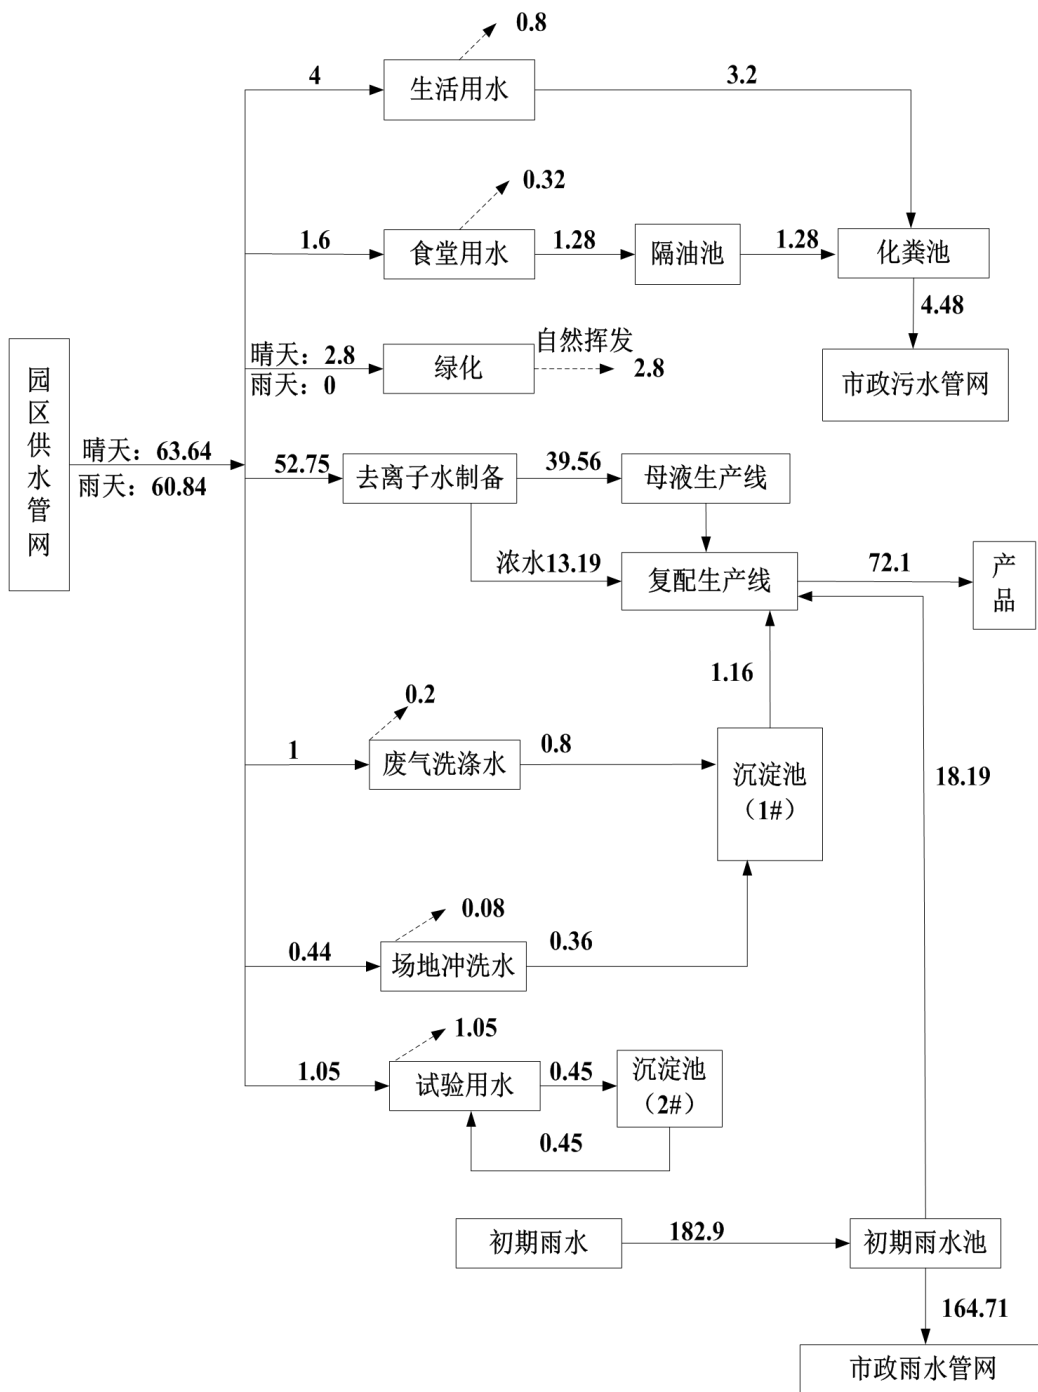 0.8
4
生活用水
3.2
0.32
1.6
食堂用水
1.28
隔油池
1.28
化粪池
4.48
市政污水管网
晴天：2.8
雨天：0
绿化
自然挥发
2.8
园区供水管网
晴天：63.64
雨天：60.84
52.75
去离子水制备
39.56
母液生产线
浓水13.19
复配生产线
72.1
产品
1.16
0.2
1
废气洗涤水
0.8
沉淀池
（1#）
18.19
0.08
0.44
场地冲洗水
0.36
1.05
1.05
试验用水
0.45
沉淀池
（2#）
0.45
初期雨水
182.9
初期雨水池
164.71
市政雨水管网